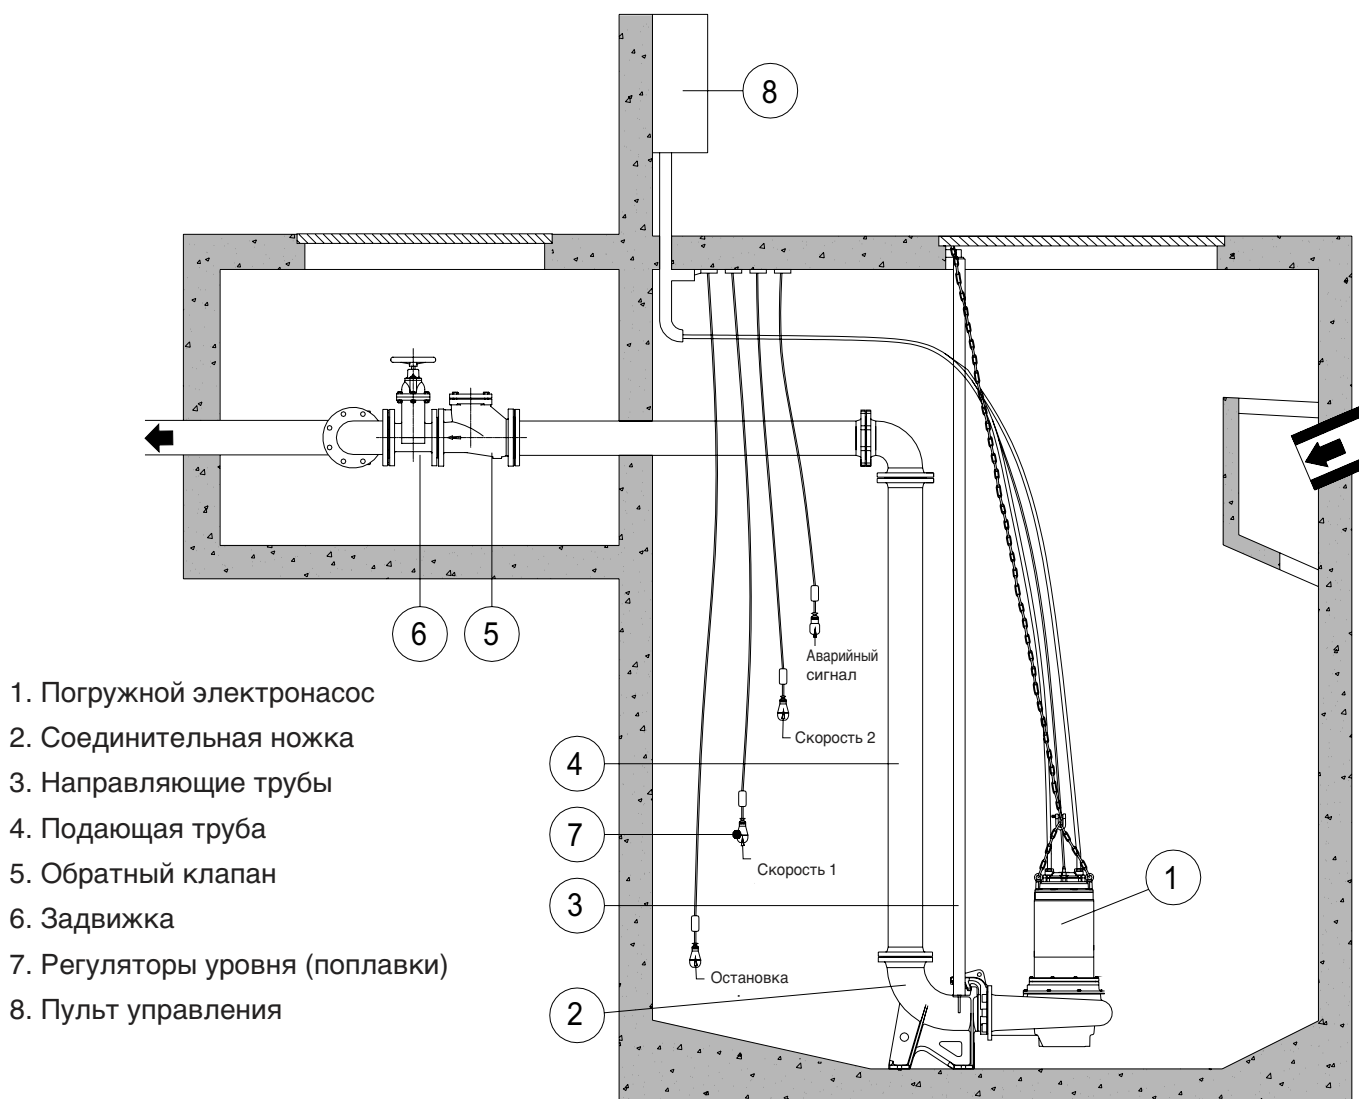 8
6
5
Аварийный
сигнал
1. Погружной электронасос
2. Соединительная ножка
Скорость 2
4
3. Направляющие трубы
4. Подающая труба
7
5. Обратный клапан
Скорость 1
1
3
6. Задвижка
7. Регуляторы уровня (поплавки)
Остановка
8. Пульт управления
2